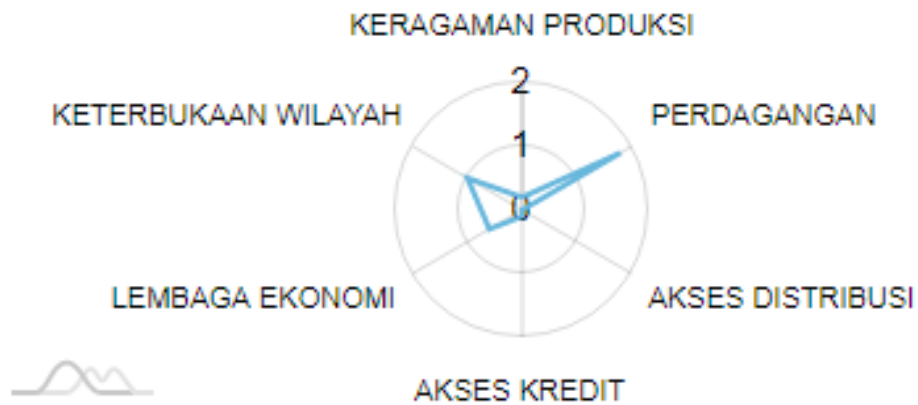 KERAGAMAN PRODUKSI
2
KETERBUKAAN WILAYAH
PERDAGANGAN
1
0
LEMBAGA EKONOMI
AKSES DISTRIBUSI
AKSES KREDIT